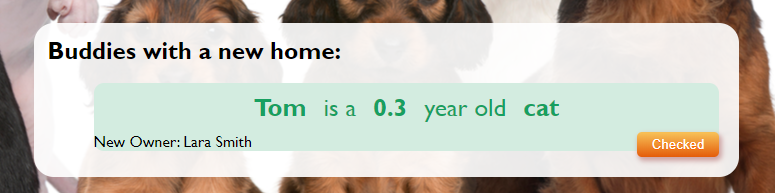 Buddies with a new home:
Tom is a 0.3 year old cat
New Owner: Lara Smith
Checked